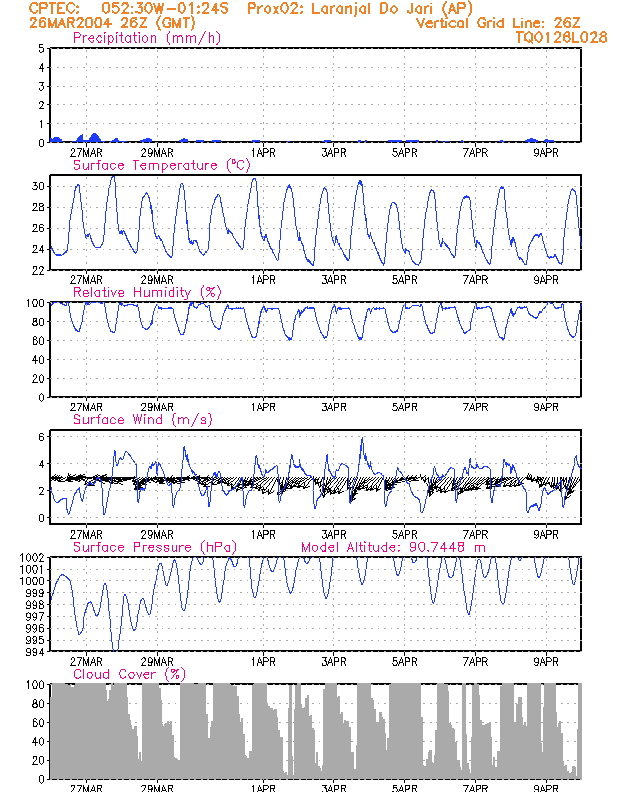 CPTEC: 052:30W-01:24S Prox02: Laranjal Do Jari (AP)
26MAR2004 26Z (GMT) Vertical Grid Line: 26Z
Precipitation (mm/h) TQ0126L028
5
4
3
2
1
0
27MAR 29MAR 1APR 3APR 5APR 7APR 9APR
Surface Temperature (°C)
30
28
26
24
22
27MAR 29MAR 1APR 3APR 5APR 7APR 9APR
Relative Humidity (%)
100
80
60
40
20
0
27MAR 29MAR 1APR 3APR 5APR 7APR 9APR
Surface Wind (m/s)
6
4
2
0
27MAR 29MAR 1APR 3APR 5APR 7APR 9APR
Surface Pressure (hPa) Model Altitude: 90.7448 m
1002
1001
1000
999
998
997
996
995
994
27MAR 29MAR 1APR 3APR 5APR 7APR 9APR
Cloud Cover (%)
100
80
60
40
20
0
27MAR 29MAR 1APR 3APR 5APR 7APR 9APR